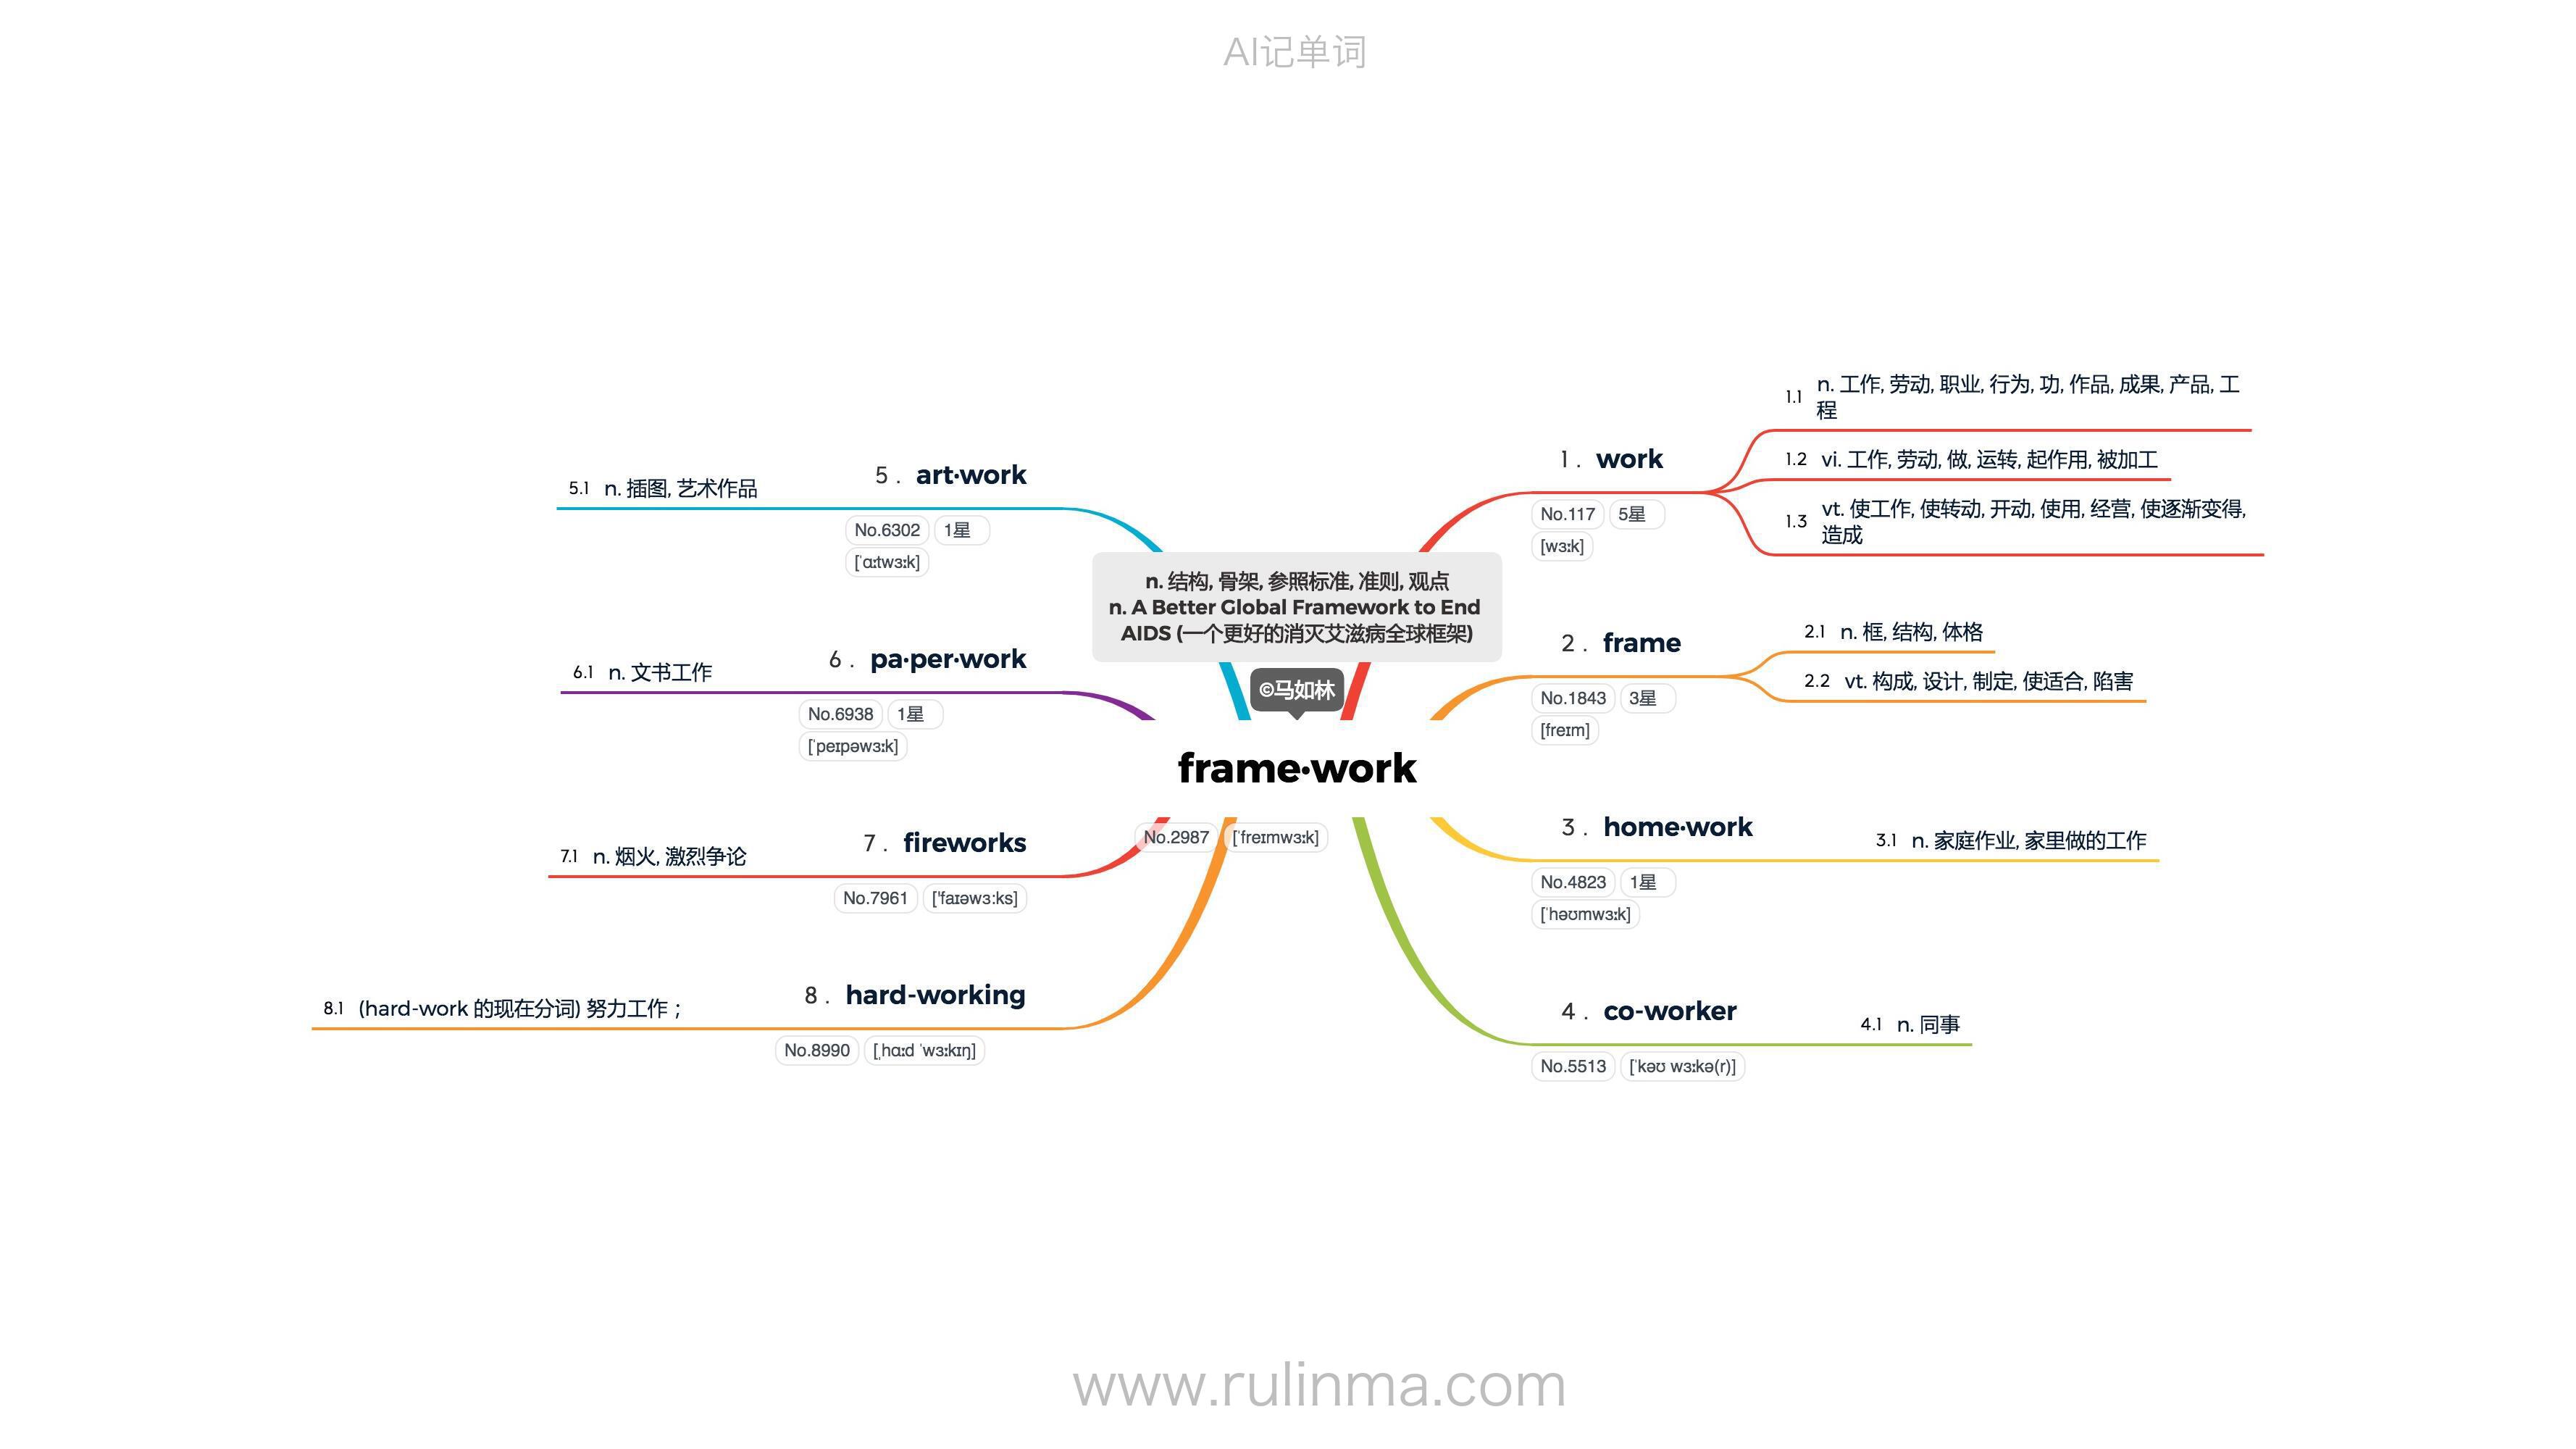 AI记单词
n. 结构, 骨架, 参照标准, 准则, 观点
n. A Better Global Framework to End
AIDS (一个更好的消灭艾滋病全球框架)
©马如林
frame·work
No.2987 [ˈfreɪmwɜːk]
1 . work
No.117 5星
[wɜːk]
1.1 n. 工作, 劳动, 职业, 行为, 功, 作品, 成果, 产品, 工
程
1.2 vi. 工作, 劳动, 做, 运转, 起作用, 被加工
1.3 vt. 使工作, 使转动, 开动, 使用, 经营, 使逐渐变得,
造成
2 . frame
No.1843 3星
[freɪm]
2.1 n. 框, 结构, 体格
2.2 vt. 构成, 设计, 制定, 使适合, 陷害
3 . home·work
No.4823 1星
[ˈhəʊmwɜːk]
3.1 n. 家庭作业, 家里做的工作
4 . co-worker
No.5513 [ˈkəʊ wɜːkə(r)]
4.1 n. 同事
5 . art·work
No.6302 1星
[ˈɑːtwɜːk]
5.1 n. 插图, 艺术作品
6 . pa·per·work
No.6938 1星
[ˈpeɪpəwɜːk]
6.1 n. 文书工作
7 . fireworks
No.7961 [ˈfaɪəwɜːks]
7.1 n. 烟火, 激烈争论
8 . hard-working
No.8990 [ˌhɑːd ˈwɜːkɪŋ]
8.1 (hard-work 的现在分词) 努力工作；
www.rulinma.com